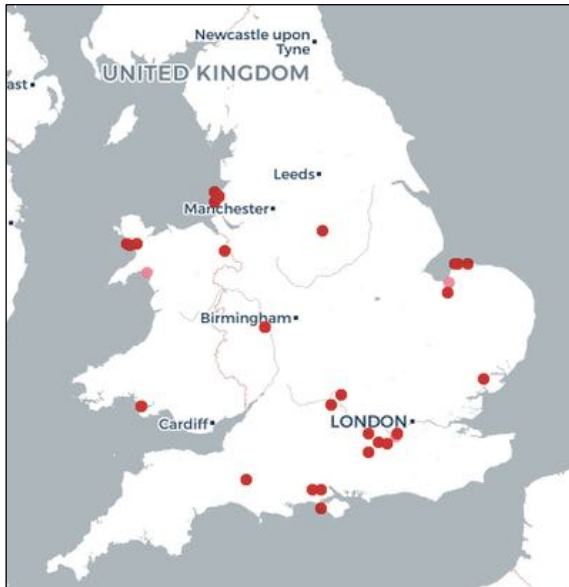 Newcastle upon
Tyne
UNITED KINGDOM
ast
Leeds
Manchester
Birmingham
Cardiff
LONDON